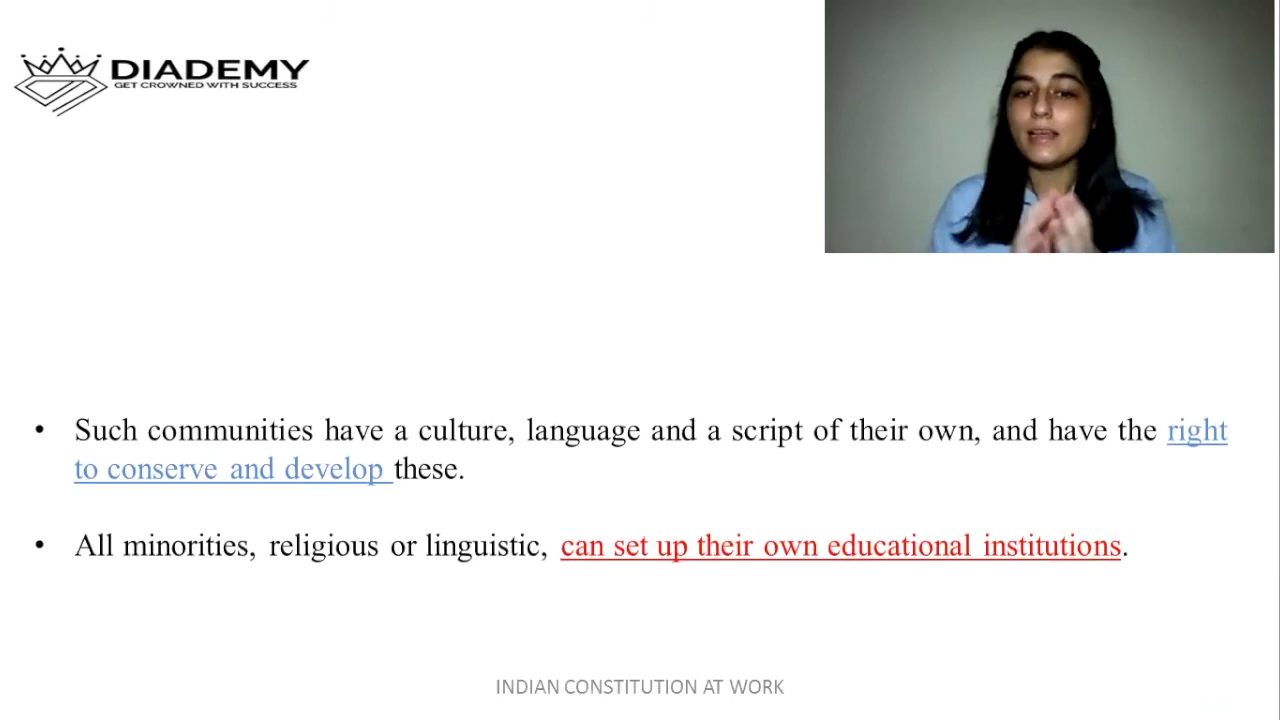 DIADEMY
GET CROWNED WITH SUCCESS
• Such communities have a culture, language and a script of their own, and have the right
to conserve and develop these.
• All minorities, religious or linguistic, can set up their own educational institutions.
INDIAN CONSTITUTION AT WORK